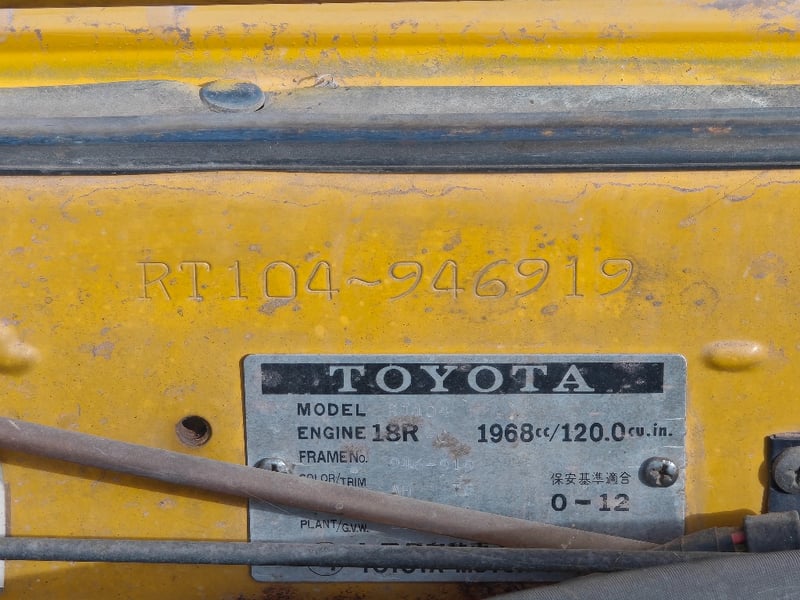 RT104~946919
TOYOTA
MODEL RT104
ENGINE 18R 1968cc/120.0cu.in.
FRAME No.
COLOR/TRIM
保安基準適合
0-12
PLANT/G.V.W.